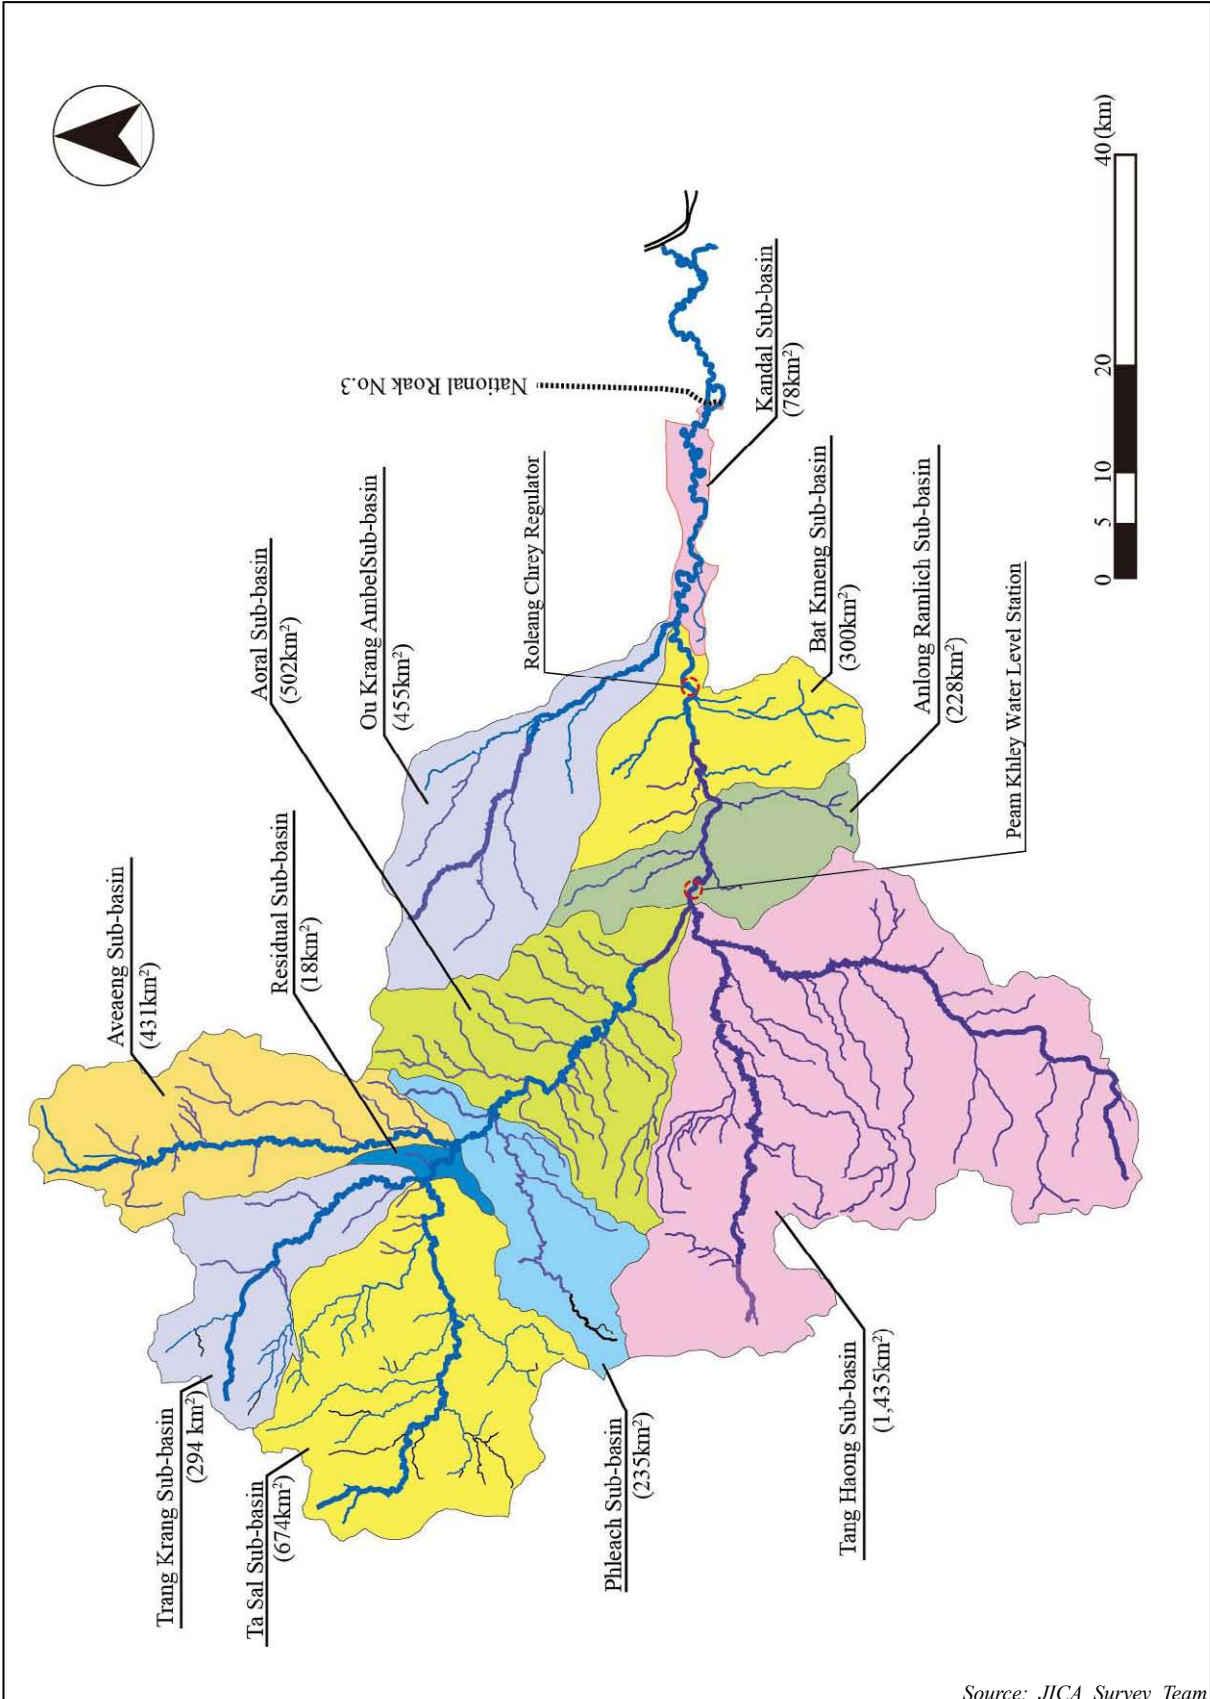 Aveaeng Sub-basin
(431km²)
Residual Sub-basin
(18km²)
Aoral Sub-basin
(502km²)
Ou Krang AmbelSub-basin
(455km²)
Roleang Chrey Regulator
National Roak No.3
Kandal Sub-basin
(78km²)
Bat Kmeng Sub-basin
(300km²)
Anlong Ramlich Sub-basin
(228km²)
Peam Khley Water Level Station
Trang Krang Sub-basin
(294 km²)
Ta Sal Sub-basin
(674km²)
Phleach Sub-basin
(235km²)
Tang Haong Sub-basin
(1,435km²)
0 5 10 20 40 (km)
Source: JICA Survey Team